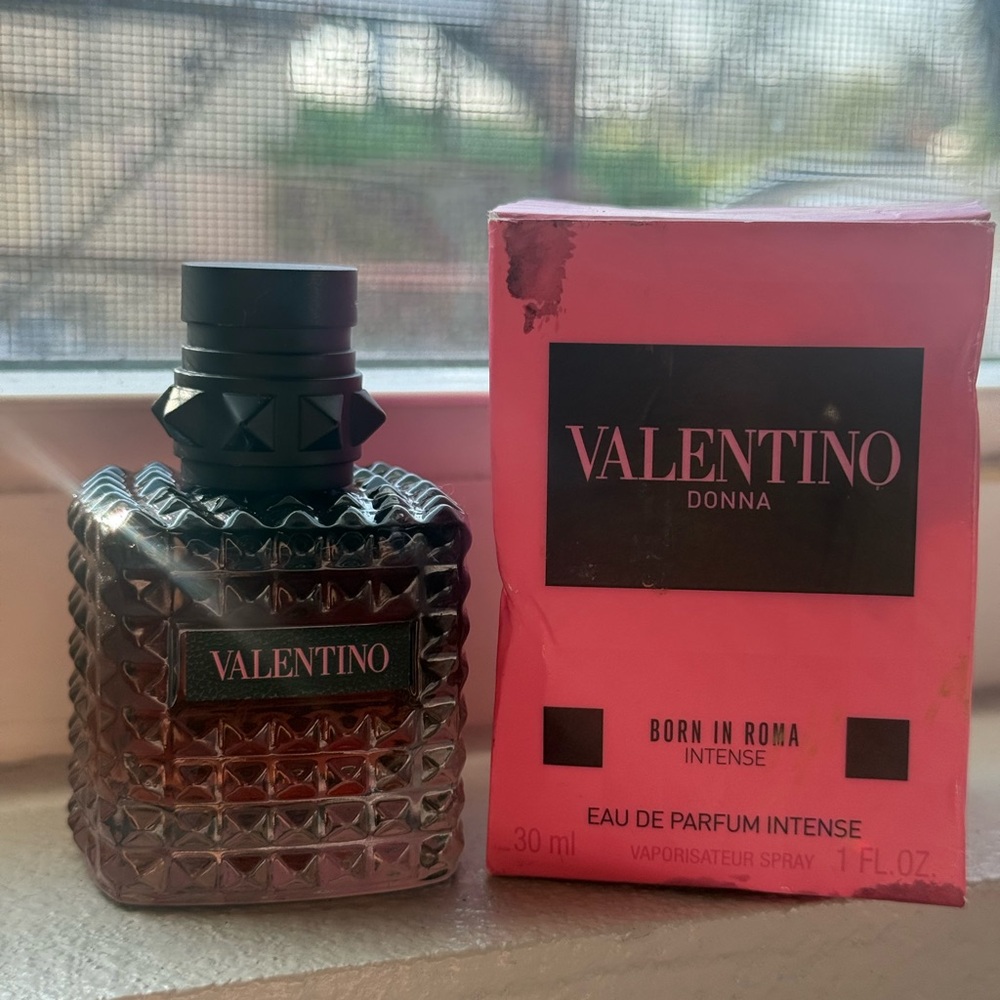 VALENTINO
VALENTINO
DONNA
BORN IN ROMA
INTENSE
EAU DE PARFUM INTENSE
30 ml
VAPORISATEUR SPRAY
1 FL.OZ.